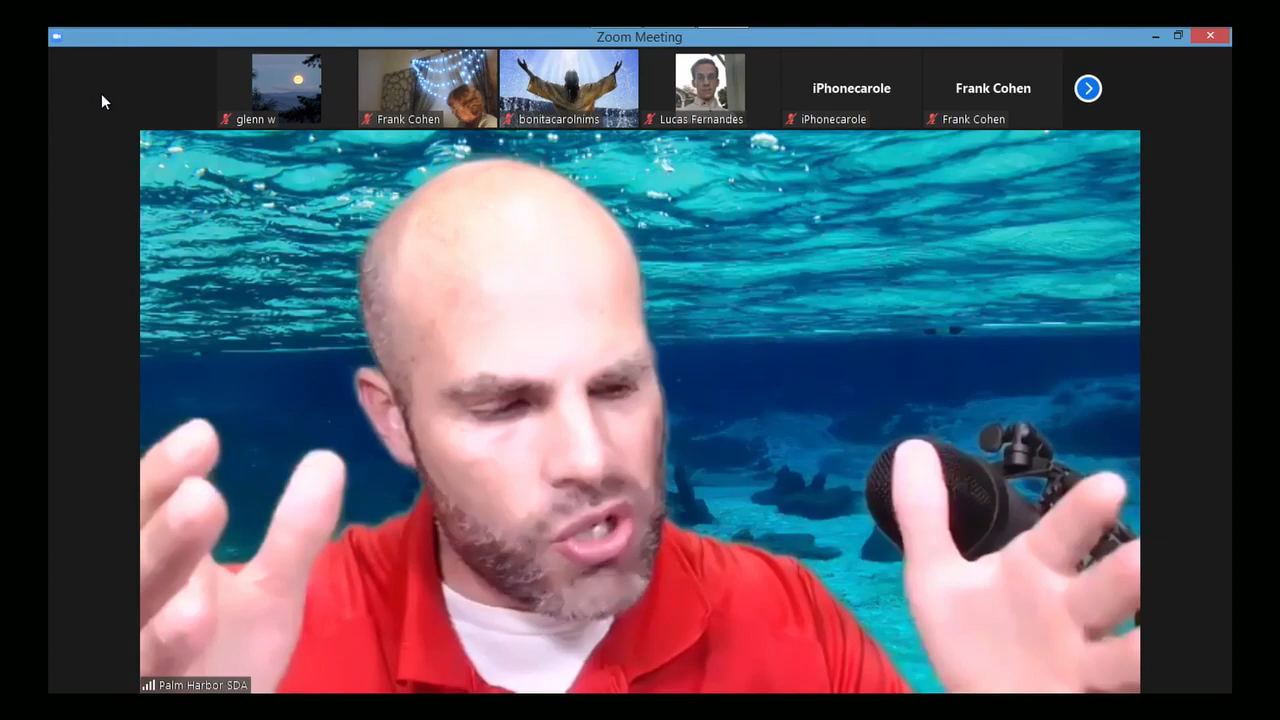 Zoom Meeting
iPhonecarole
Frank Cohen
glenn w
Frank Cohen
bonitacarolnims
Lucas Fernandes
iPhonecarole
Frank Cohen
Palm Harbor SDA